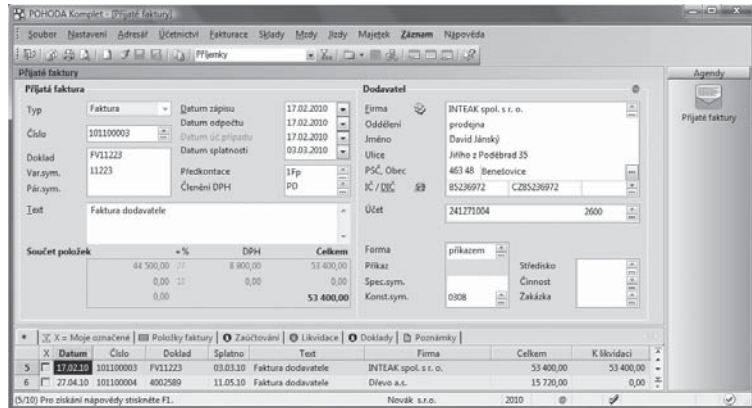 POHODA Komplet - [Přijaté faktury]
Soubor Nastavení Adresář Účetnictví Fakturace Sklady Mzdy Jízdy Majetek Záznam Nápověda
Příjemky
Přijaté faktury
Agendy
Přijaté faktury
Přijatá faktura
Typ Faktura
Číslo 101100003
Doklad FV11223
Var.sym. 11223
Pár.sym.
Datum zápisu 17.02.2010
Datum odpočtu 17.02.2010
Datum úč.případu 17.02.2010
Datum splatnosti 03.03.2010
Předkontace 1Fp
Členění DPH PD
Text Faktura dodavatele
Součet položek +% DPH Celkem
44 500,00 8 900,00 53 400,00
0,00 0,00 0,00
0,00 53 400,00
Dodavatel
Firma INTEAK spol. s r. o.
Oddělení prodejna
Jméno David Jánský
Ulice Jiřího z Poděbrad 35
PSČ, Obec 463 48 Benešovice
IČ / DIČ 85236972 CZ85236972
Účet 241271004 2600
Forma příkazem
Příkaz Středisko
Spec.sym. Činnost
Konst.sym. 0308 Zakázka
* X = Moje označené Položky faktury Zaúčtování Likvidace Doklady Poznámky
X Datum Číslo Doklad Splatno Text Firma Celkem K likvidaci
5 17.02.10 101100003 FV11223 03.03.10 Faktura dodavatele INTEAK spol. s r. o. 53 400,00 53 400,00
6 27.04.10 101100004 4002589 11.05.10 Faktura dodavatele Dřevo a.s. 15 720,00 0,00
(5/10) Pro získání nápovědy stiskněte F1. Novák s.r.o. 2010 @